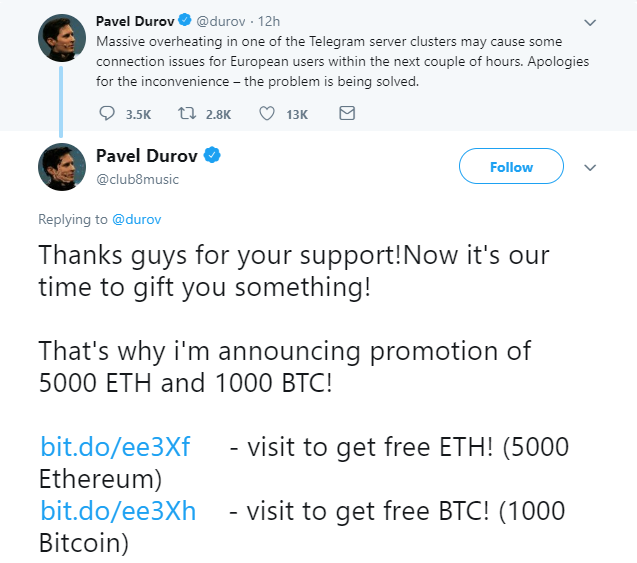 Pavel Durov @durov · 12h
Massive overheating in one of the Telegram server clusters may cause some
connection issues for European users within the next couple of hours. Apologies
for the inconvenience – the problem is being solved.
3.5K 2.8K 13K
Pavel Durov
@club8music
Follow
Replying to @durov
Thanks guys for your support!Now it's our
time to gift you something!
That's why i'm announcing promotion of
5000 ETH and 1000 BTC!
bit.do/ee3Xf - visit to get free ETH! (5000
Ethereum)
bit.do/ee3Xh - visit to get free BTC! (1000
Bitcoin)